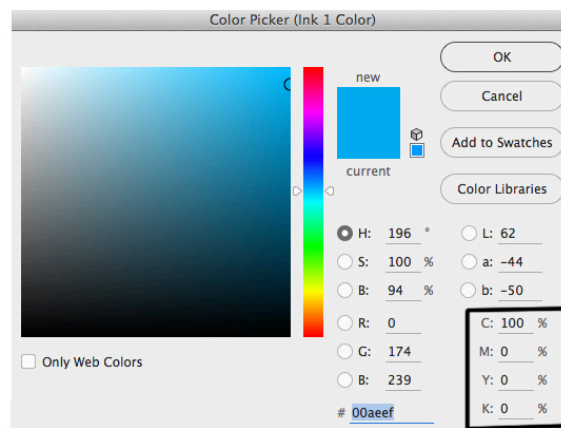 Color Picker (Ink 1 Color)
new
current
OK
Cancel
Add to Swatches
Color Libraries
H: 196 °
S: 100 %
B: 94 %
R: 0
G: 174
B: 239
# 00aeef
L: 62
a: -44
b: -50
C: 100 %
M: 0 %
Y: 0 %
K: 0 %
Only Web Colors